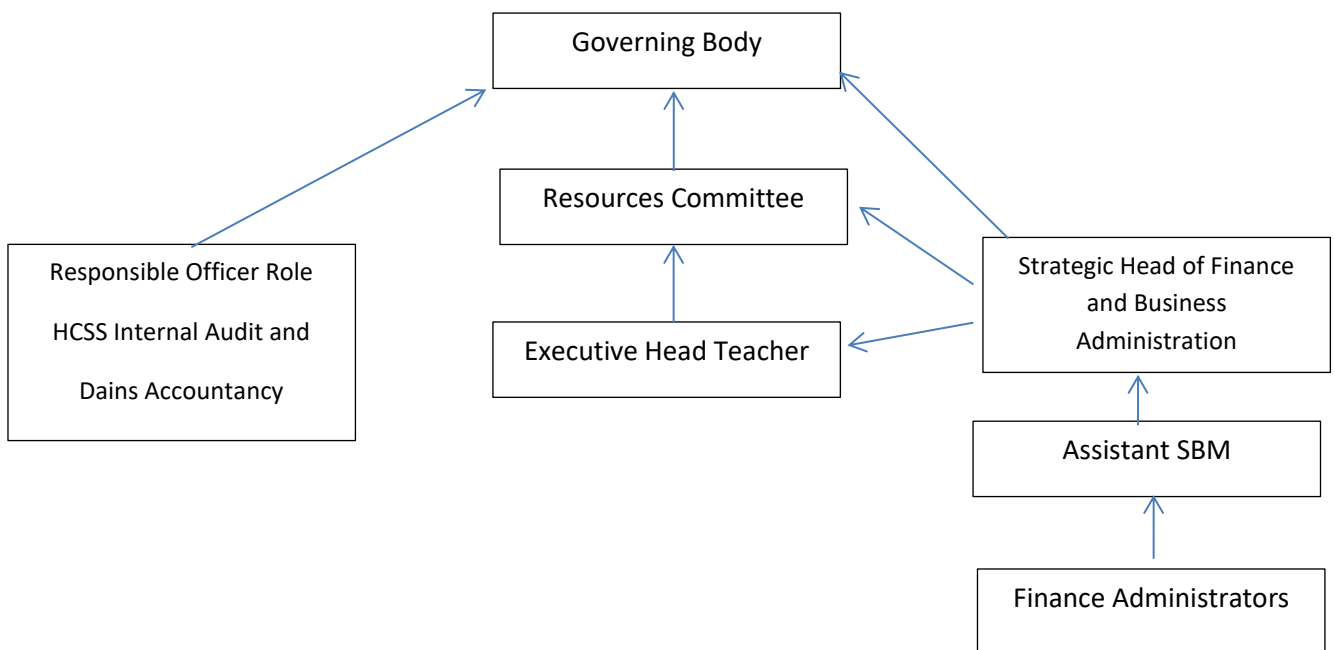 Governing Body
Resources Committee
Responsible Officer Role
HCSS Internal Audit and
Dains Accountancy
Strategic Head of Finance
and Business
Administration
Executive Head Teacher
Assistant SBM
Finance Administrators